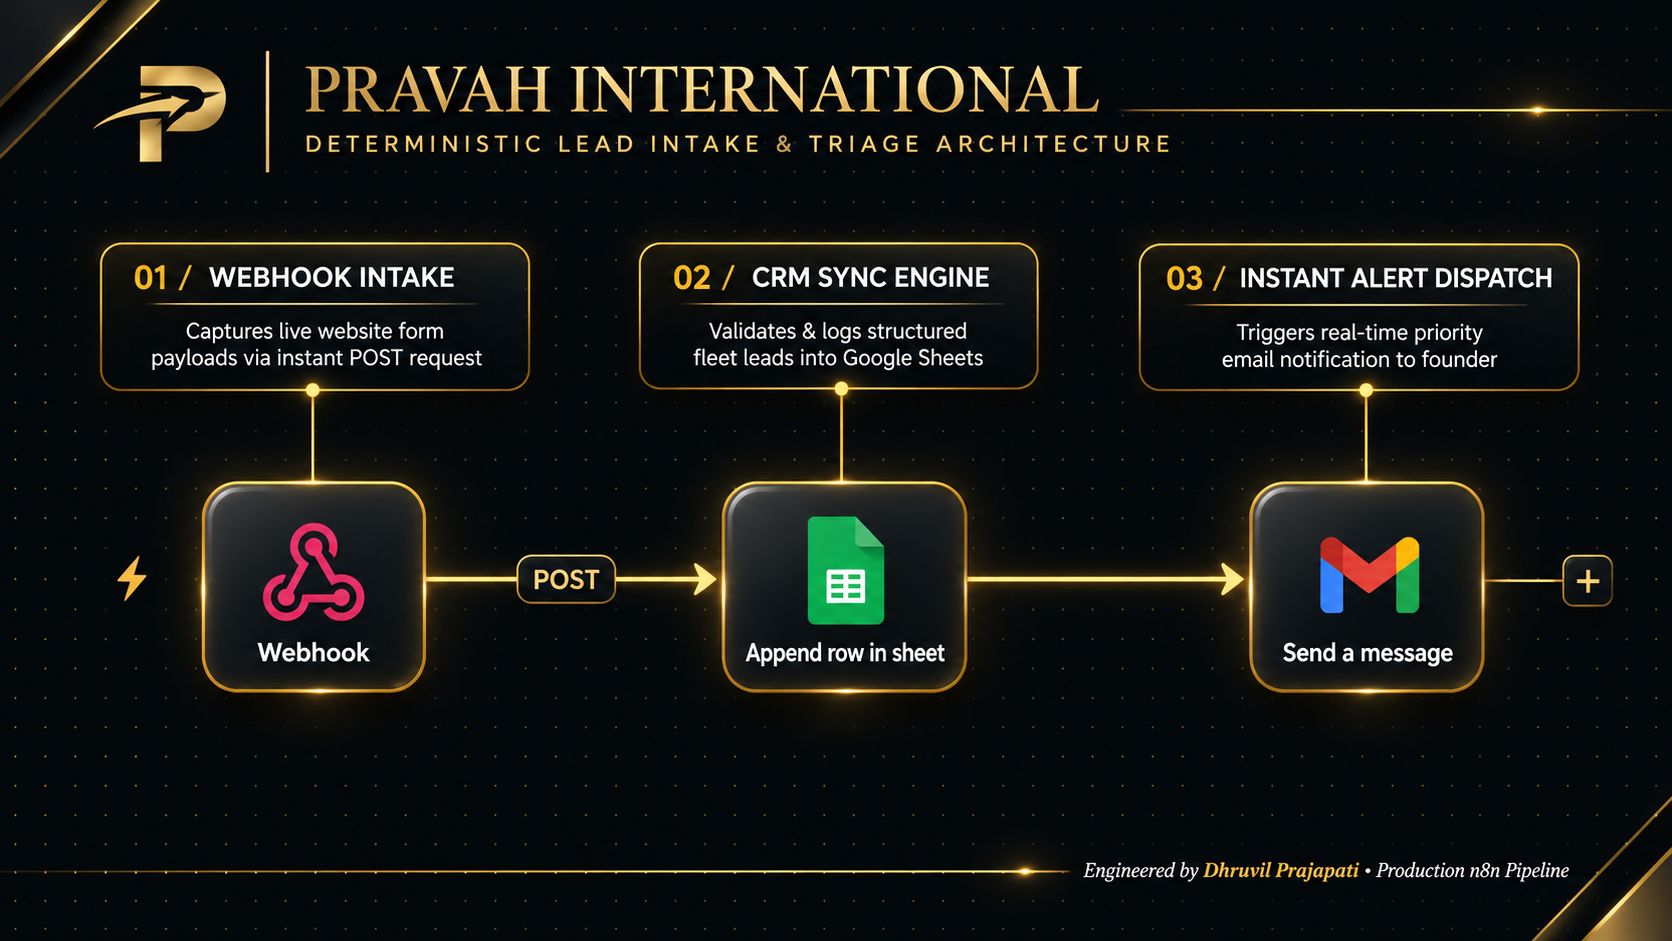 PRAVAH INTERNATIONAL
DETERMINISTIC LEAD INTAKE & TRIAGE ARCHITECTURE
01 / WEBHOOK INTAKE
Captures live website form
payloads via instant POST request
02 / CRM SYNC ENGINE
Validates & logs structured
fleet leads into Google Sheets
03 / INSTANT ALERT DISPATCH
Triggers real-time priority
email notification to founder
Webhook
POST
Append row in sheet
Send a message
+
Engineered by Dhruvil Prajapati • Production n8n Pipeline